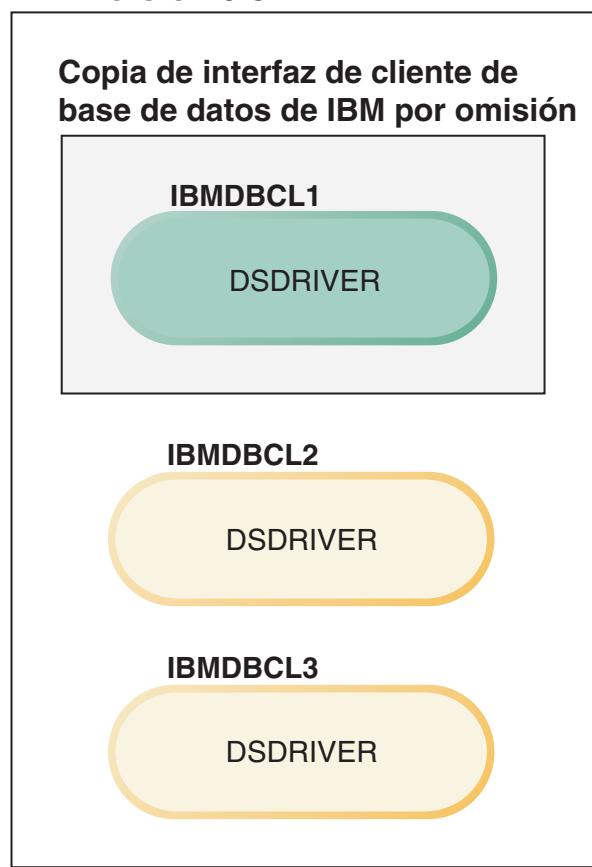 Copia de interfaz de cliente de
base de datos de IBM por omisión
IBMDBCL1
DSDRIVER
IBMDBCL2
DSDRIVER
IBMDBCL3
DSDRIVER